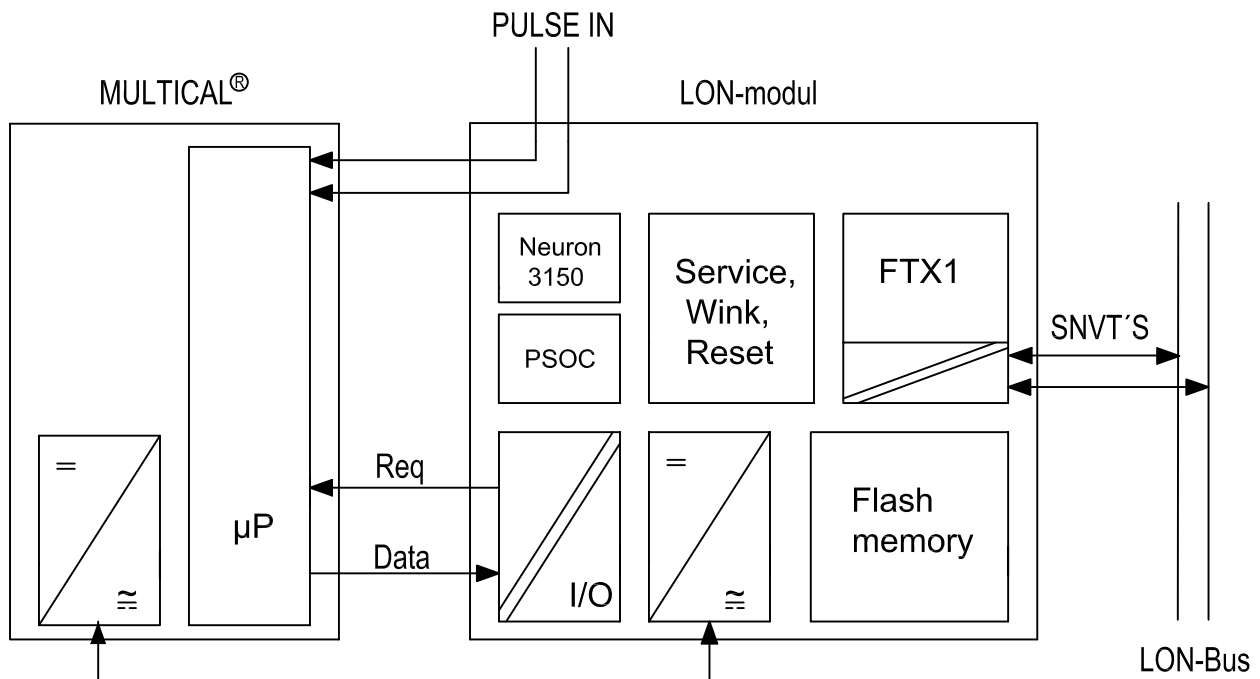 PULSE IN
MULTICAL®
LON-modul
Neuron
3150
PSOC
Service,
Wink,
Reset
FTX1
SNVT´S
Req
Data
µP
=
≂
I/O
=
≂
Flash
memory
LON-Bus